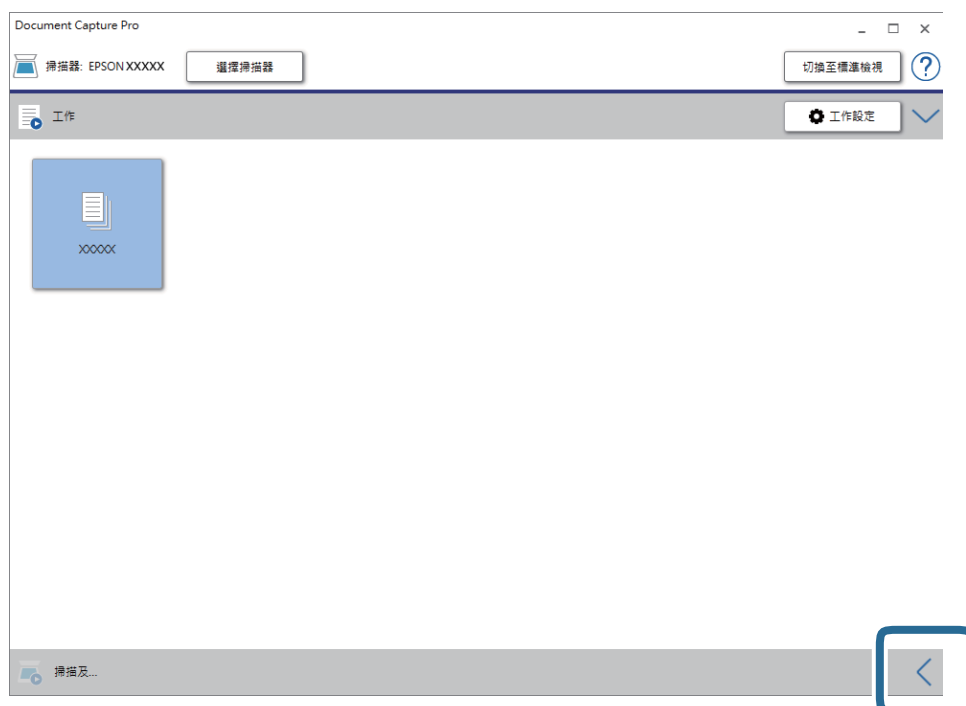 Document Capture Pro
掃描器: EPSON XXXXX
選擇掃描器
切換至標準檢視
?
工作
工作設定
XXXXX
掃描及...